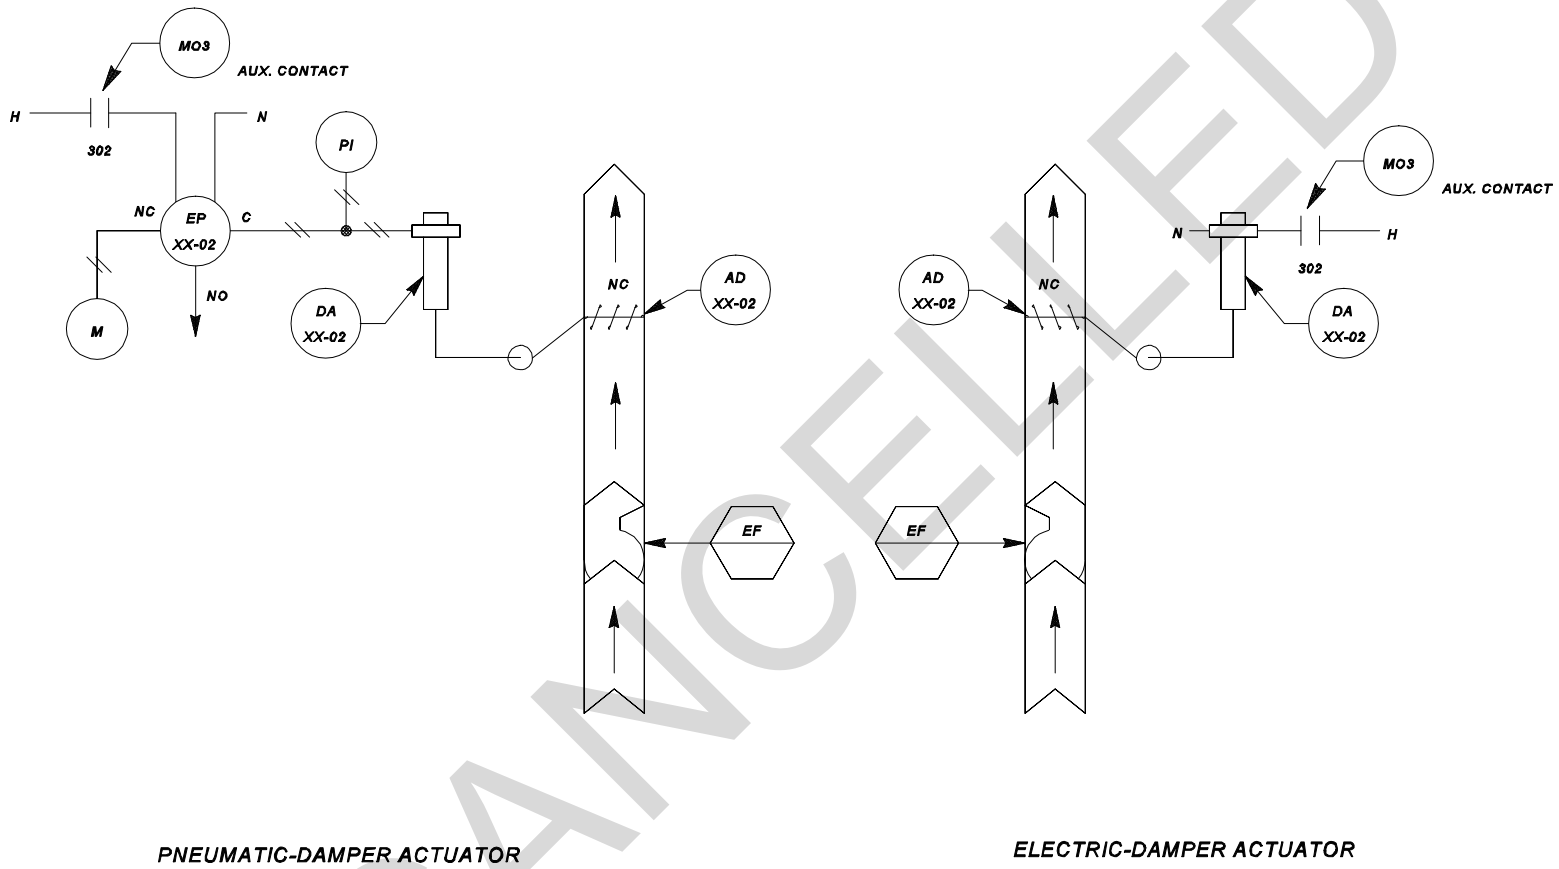 MO3
AUX. CONTACT
H
N
302
PI
NC
EP
XX-02
C
NO
M
DA
XX-02
NC
AD
XX-02
EF
PNEUMATIC-DAMPER ACTUATOR
MO3
AUX. CONTACT
N
H
302
AD
XX-02
NC
DA
XX-02
EF
ELECTRIC-DAMPER ACTUATOR
CANCELLED